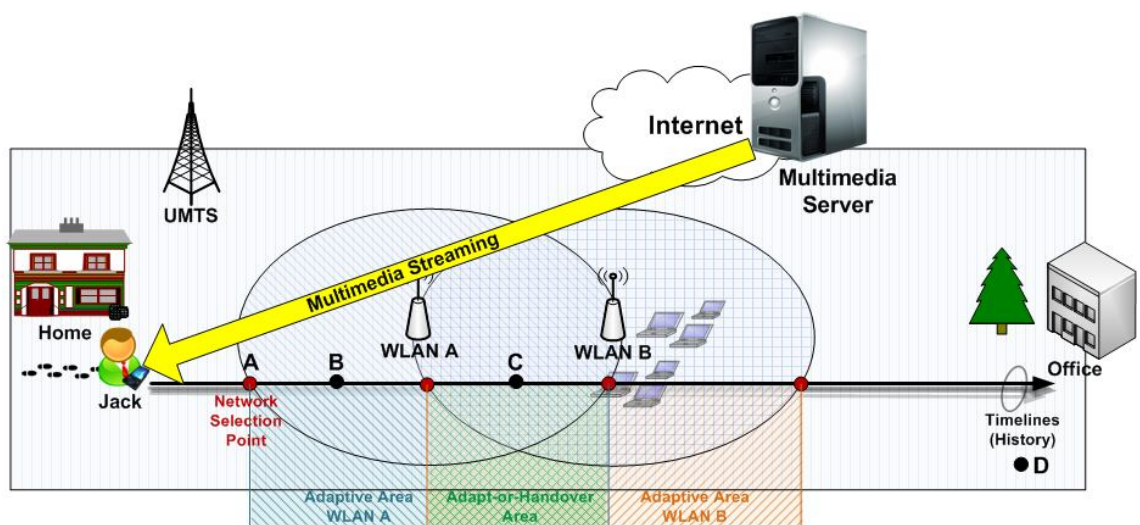 Internet
Multimedia
Server
UMTS
Multimedia Streaming
Home
WLAN A
WLAN B
A
B
C
Jack
Network
Selection
Point
Office
Timelines
(History)
D
Adaptive Area
WLAN A
Adapt-or-Handover
Area
Adaptive Area
WLAN B